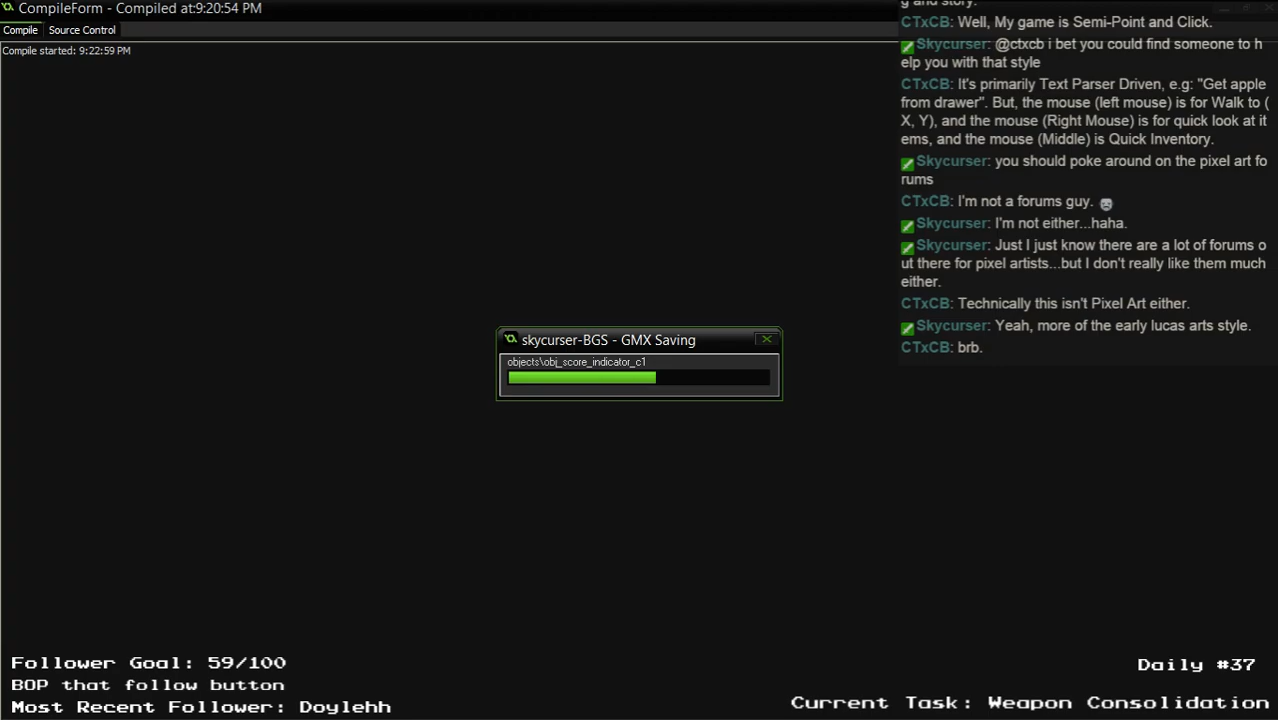 CompileForm - Compiled at:9:20:54 PM
Compile Source Control
Compile started: 9:22:59 PM
g and story.
CTxCB: Well, My game is Semi-Point and Click.
Skycurser: @ctxcb i bet you could find someone to h
elp you with that style
CTxCB: It's primarily Text Parser Driven, e.g: "Get apple
from drawer". But, the mouse (left mouse) is for Walk to (
X, Y), and the mouse (Right Mouse) is for quick look at it
ems, and the mouse (Middle) is Quick Inventory.
Skycurser: you should poke around on the pixel art fo
rums
CTxCB: I'm not a forums guy.
Skycurser: I'm not either...haha.
Skycurser: Just I just know there are a lot of forums o
ut there for pixel artists...but I don't really like them much
either.
CTxCB: Technically this isn't Pixel Art either.
Skycurser: Yeah, more of the early lucas arts style.
CTxCB: brb.
skycurser-BGS - GMX Saving
objects\obj_score_indicator_c1
Follower Goal: 59/100
BOP that follow button
Most Recent Follower: Doylehh
Daily #37
Current Task: Weapon Consolidation